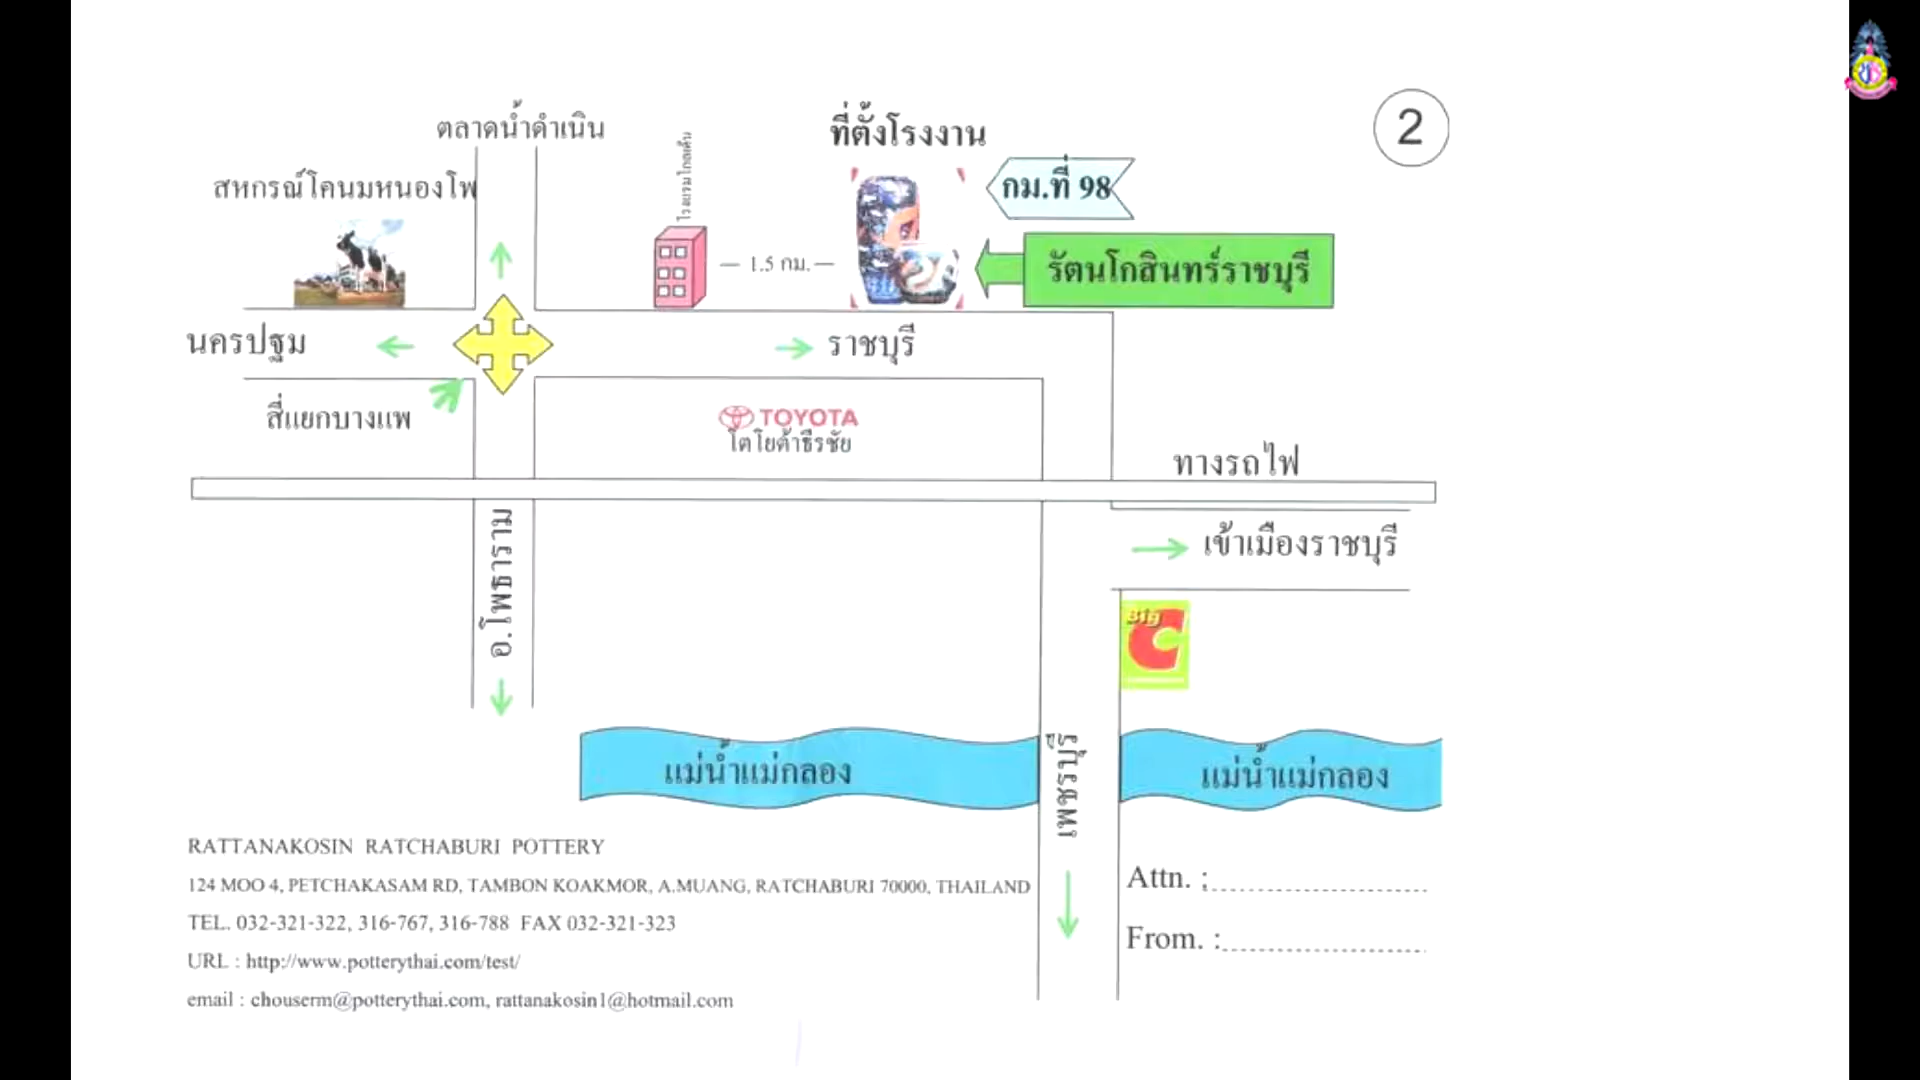 2
ตลาดน้ำดำเนิน
ที่ตั้งโรงงาน
สหกรณ์โคนมหนองโพ
กม.ที่ 98
1.5 กม.
รัตนโกสินทร์ราชบุรี
นครปฐม
ราชบุรี
สี่แยกบางแพ
TOYOTA
โตโยต้าธีรชัย
ทางรถไฟ
อ.โพธาราม
เข้าเมืองราชบุรี
Big C
แม่น้ำแม่กลอง
แม่น้ำแม่กลอง
เพชรบุรี
RATTANAKOSIN RATCHABURI POTTERY
124 MOO 4, PETCHAKASAM RD, TAMBON KOAKMOR, A.MUANG, RATCHABURI 70000, THAILAND
TEL. 032-321-322, 316-767, 316-788 FAX 032-321-323
URL : http://www.potterythai.com/test/
email : chouserm@potterythai.com, rattanakosin1@hotmail.com
Attn. :
From. :